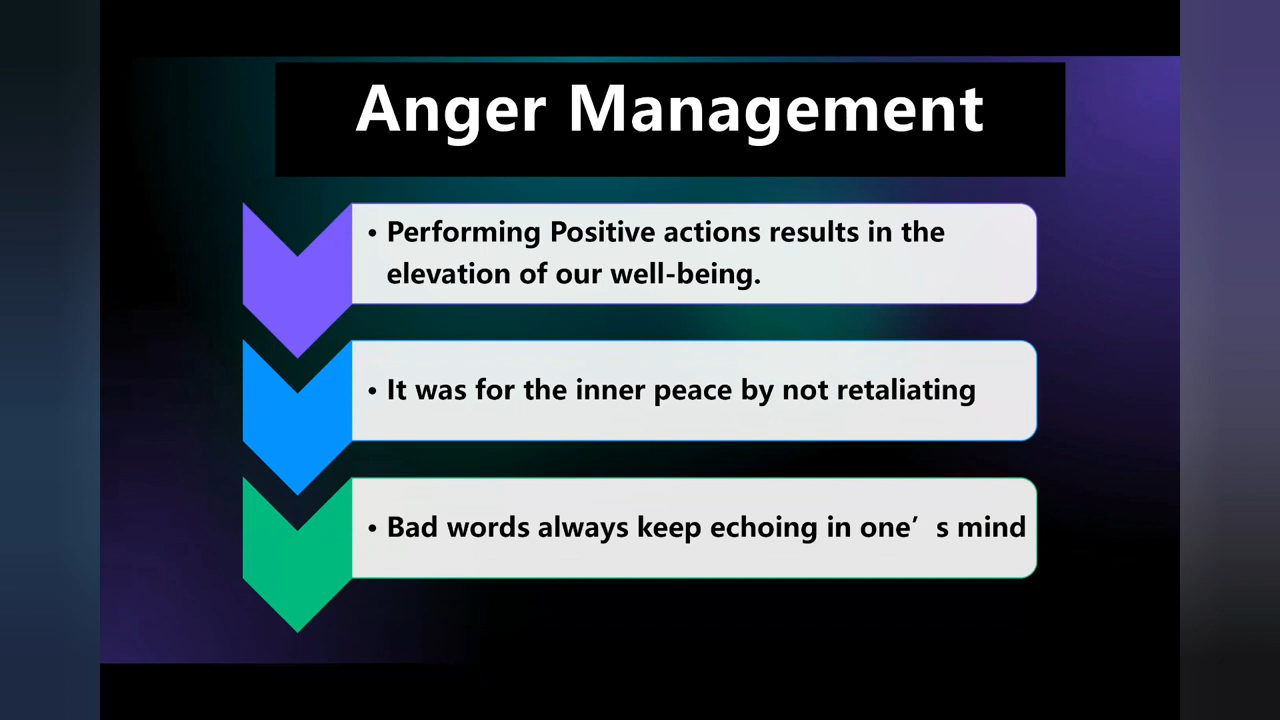 Anger Management
• Performing Positive actions results in the
elevation of our well-being.
• It was for the inner peace by not retaliating
• Bad words always keep echoing in one’s mind